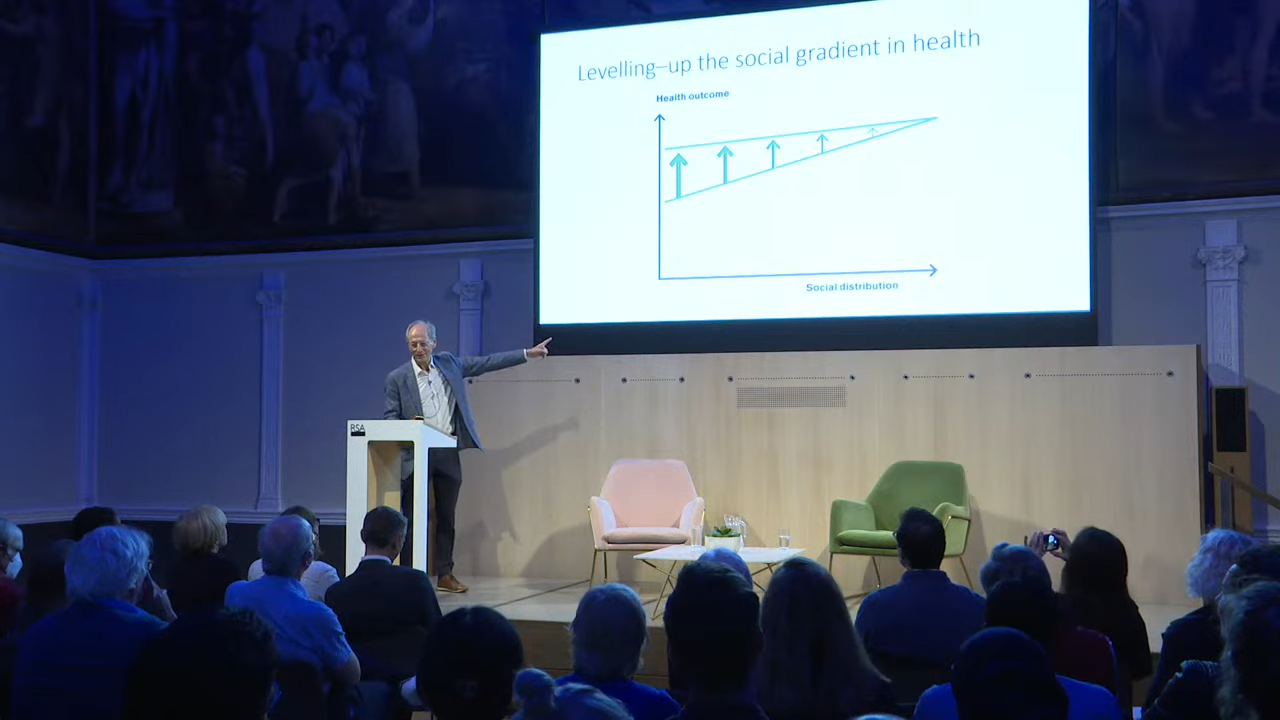 Levelling–up the social gradient in health
Health outcome
Social distribution
RSA